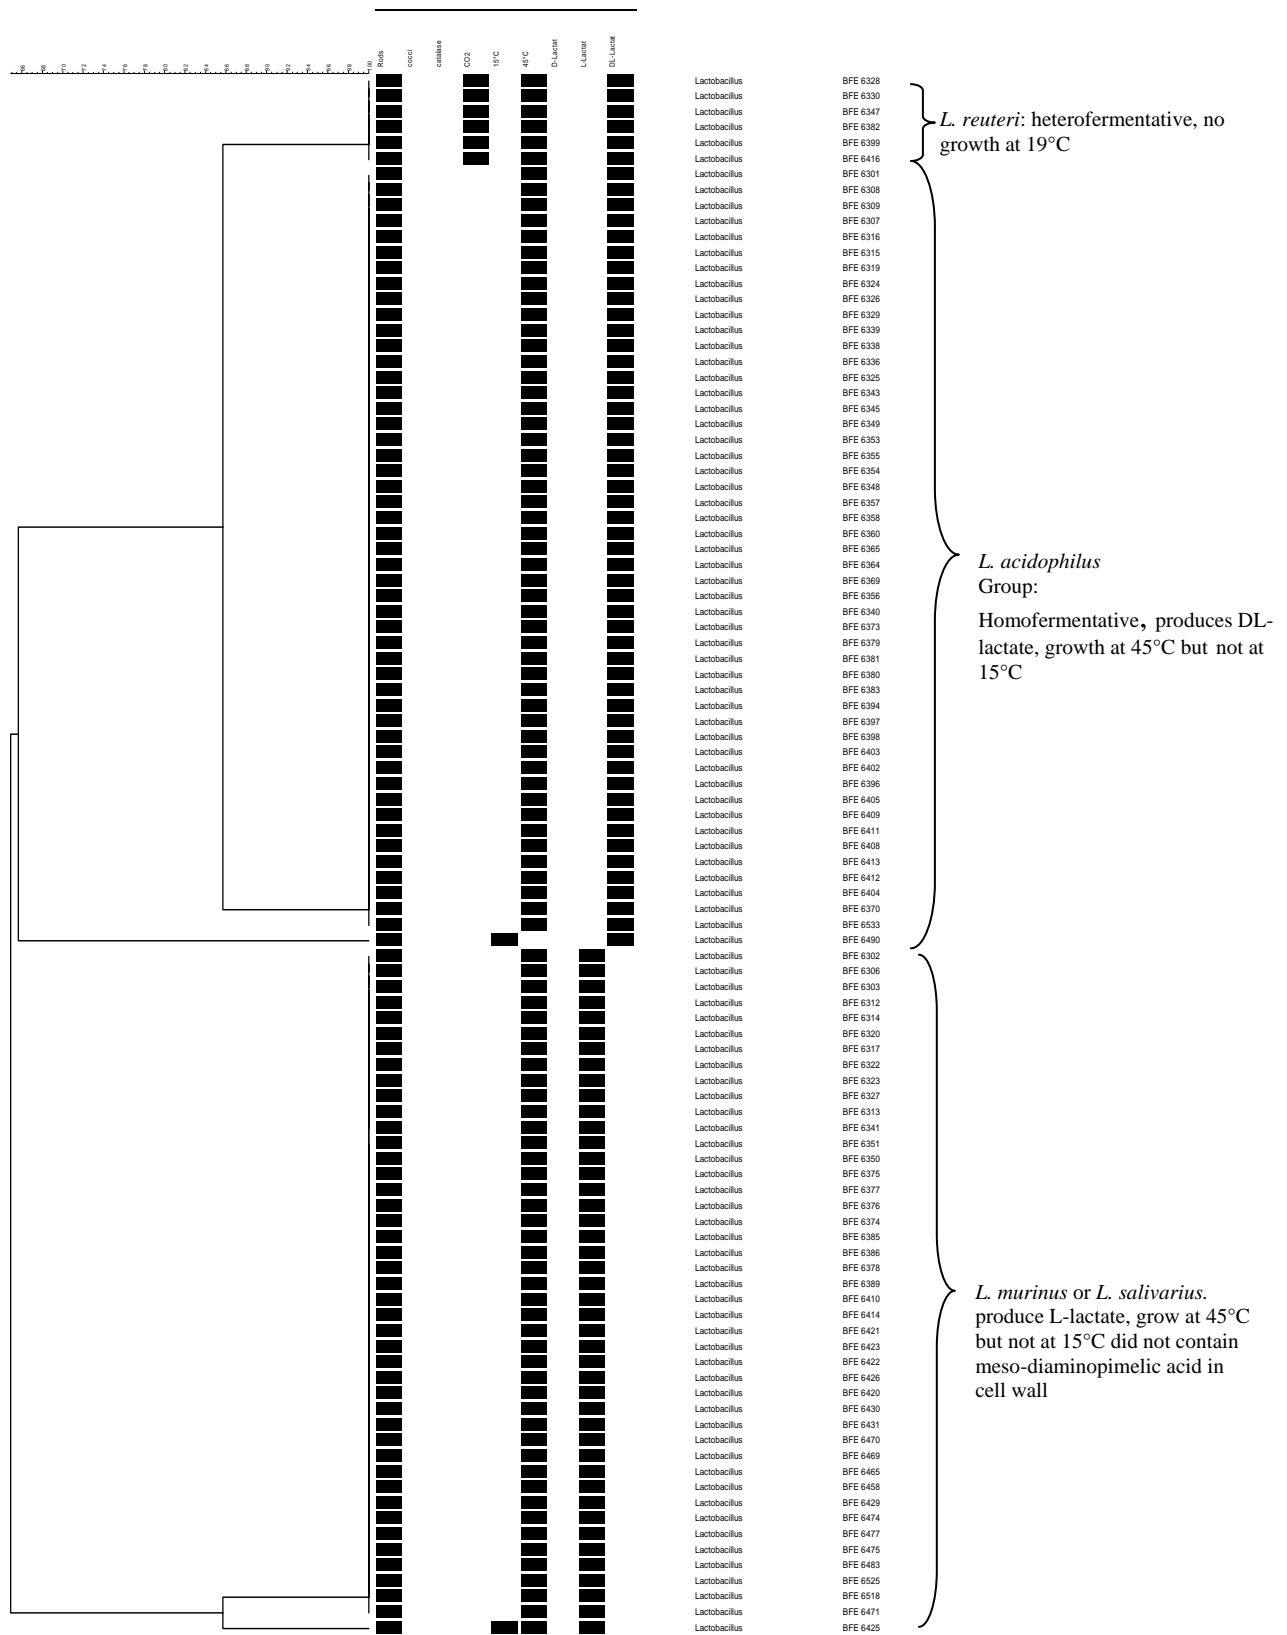 66 68 70 72 74 76 78 80 82 84 86 88 90 92 94 96 98 100
Rods cocci catalase CO2 15°C 45°C D-Lactat L-Lactat DL-Lactat
Lactobacillus BFE 6328
Lactobacillus BFE 6330
Lactobacillus BFE 6347
Lactobacillus BFE 6382
Lactobacillus BFE 6399
Lactobacillus BFE 6416
L. reuteri: heterofermentative, no
growth at 19°C
Lactobacillus BFE 6301
Lactobacillus BFE 6308
Lactobacillus BFE 6309
Lactobacillus BFE 6307
Lactobacillus BFE 6316
Lactobacillus BFE 6315
Lactobacillus BFE 6319
Lactobacillus BFE 6324
Lactobacillus BFE 6326
Lactobacillus BFE 6329
Lactobacillus BFE 6339
Lactobacillus BFE 6338
Lactobacillus BFE 6336
Lactobacillus BFE 6325
Lactobacillus BFE 6343
Lactobacillus BFE 6345
Lactobacillus BFE 6349
Lactobacillus BFE 6353
Lactobacillus BFE 6355
Lactobacillus BFE 6354
Lactobacillus BFE 6348
Lactobacillus BFE 6357
Lactobacillus BFE 6358
Lactobacillus BFE 6360
Lactobacillus BFE 6365
Lactobacillus BFE 6364
Lactobacillus BFE 6369
Lactobacillus BFE 6356
Lactobacillus BFE 6340
Lactobacillus BFE 6373
Lactobacillus BFE 6379
Lactobacillus BFE 6381
Lactobacillus BFE 6380
Lactobacillus BFE 6383
Lactobacillus BFE 6394
Lactobacillus BFE 6397
Lactobacillus BFE 6398
Lactobacillus BFE 6403
Lactobacillus BFE 6402
Lactobacillus BFE 6396
Lactobacillus BFE 6405
Lactobacillus BFE 6409
Lactobacillus BFE 6411
Lactobacillus BFE 6408
Lactobacillus BFE 6413
Lactobacillus BFE 6412
Lactobacillus BFE 6404
Lactobacillus BFE 6370
Lactobacillus BFE 6533
Lactobacillus BFE 6490
L. acidophilus
Group:
Homofermentative, produces DL-
lactate, growth at 45°C but not at
15°C
Lactobacillus BFE 6302
Lactobacillus BFE 6306
Lactobacillus BFE 6303
Lactobacillus BFE 6312
Lactobacillus BFE 6314
Lactobacillus BFE 6320
Lactobacillus BFE 6317
Lactobacillus BFE 6322
Lactobacillus BFE 6323
Lactobacillus BFE 6327
Lactobacillus BFE 6313
Lactobacillus BFE 6341
Lactobacillus BFE 6351
Lactobacillus BFE 6350
Lactobacillus BFE 6375
Lactobacillus BFE 6377
Lactobacillus BFE 6376
Lactobacillus BFE 6374
Lactobacillus BFE 6385
Lactobacillus BFE 6386
Lactobacillus BFE 6378
Lactobacillus BFE 6389
Lactobacillus BFE 6410
Lactobacillus BFE 6414
Lactobacillus BFE 6421
Lactobacillus BFE 6423
Lactobacillus BFE 6422
Lactobacillus BFE 6426
Lactobacillus BFE 6420
Lactobacillus BFE 6430
Lactobacillus BFE 6431
Lactobacillus BFE 6470
Lactobacillus BFE 6469
Lactobacillus BFE 6465
Lactobacillus BFE 6458
Lactobacillus BFE 6429
Lactobacillus BFE 6474
Lactobacillus BFE 6477
Lactobacillus BFE 6475
Lactobacillus BFE 6483
Lactobacillus BFE 6525
Lactobacillus BFE 6518
Lactobacillus BFE 6471
Lactobacillus BFE 6425
L. murinus or L. salivarius.
produce L-lactate, grow at 45°C
but not at 15°C did not contain
meso-diaminopimelic acid in
cell wall